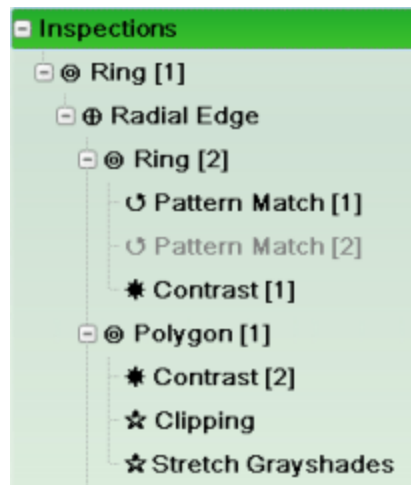 Inspections
Ring [1]
Radial Edge
Ring [2]
Pattern Match [1]
Pattern Match [2]
Contrast [1]
Polygon [1]
Contrast [2]
Clipping
Stretch Grayshades